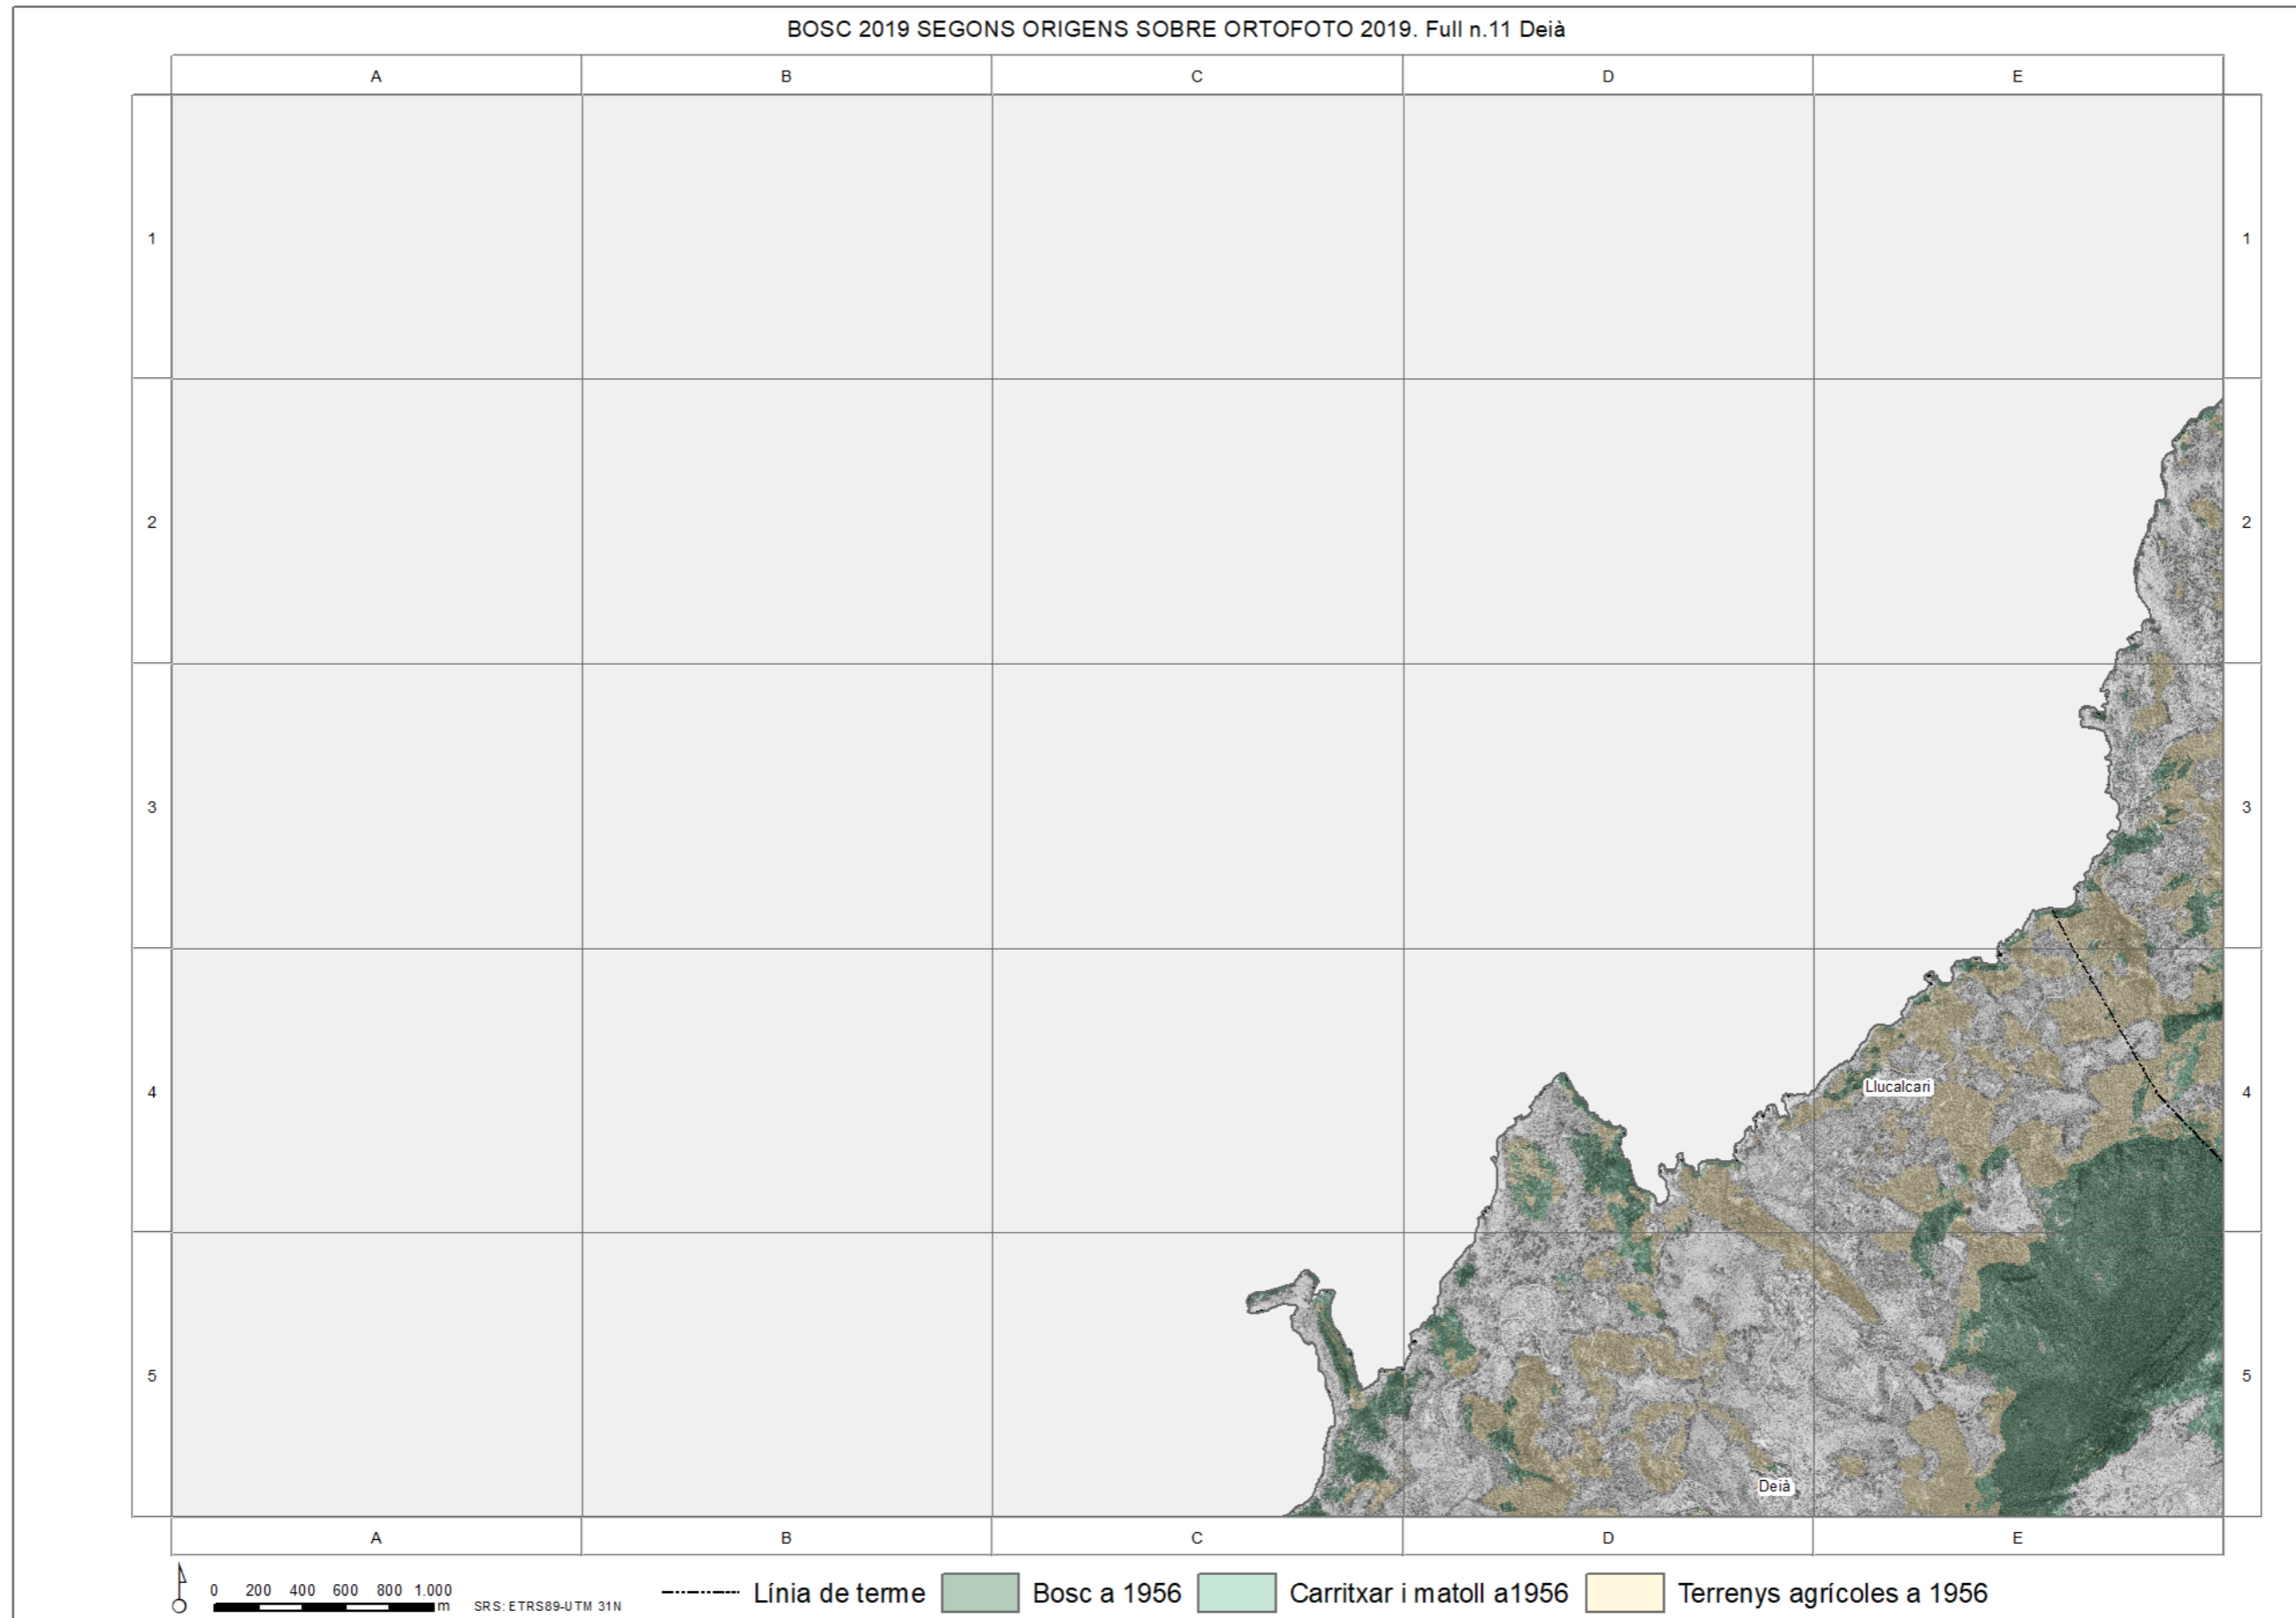 BOSC 2019 SEGONS ORIGENS SOBRE ORTOFOTO 2019. Full n.11 Deià
A B C D E
1 1
2 2
3 3
Llucalcari
4 4
5 5
Deià
A B C D E
0 200 400 600 800 1.000
m SRS: ETRS89-UTM 31N
Línia de terme Bosc a 1956 Carritxar i matoll a1956 Terrenys agrícoles a 1956